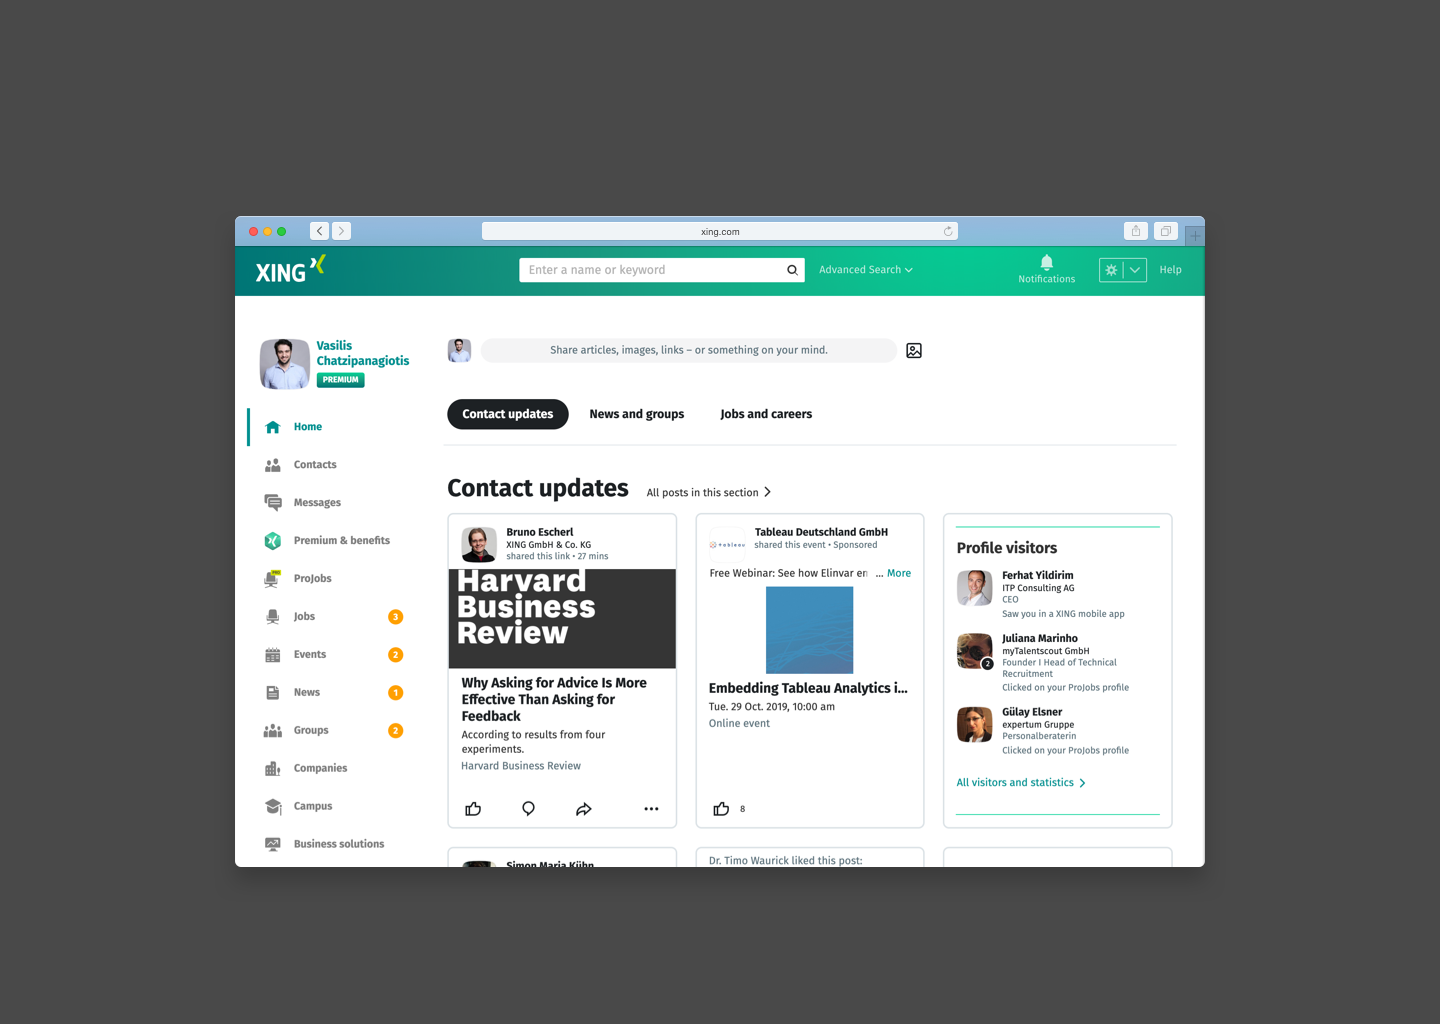 xing.com
XING
Enter a name or keyword
Advanced Search
Notifications
Help
Vasilis
Chatzipanagiotis
PREMIUM
Home
Contacts
Messages
Premium & benefits
PRO
ProJobs
Jobs
3
Events
2
News
1
Groups
2
Companies
Campus
Business solutions
Share articles, images, links – or something on your mind.
Contact updates
News and groups
Jobs and careers
Contact updates
All posts in this section
Bruno Escherl
XING GmbH & Co. KG
shared this link • 27 mins
Harvard
Business
Review
Why Asking for Advice Is More
Effective Than Asking for
Feedback
According to results from four
experiments.
Harvard Business Review
Simon Maria Kühn
tableau
Tableau Deutschland GmbH
shared this event • Sponsored
Free Webinar: See how Elinvar en ... More
Embedding Tableau Analytics i...
Tue. 29 Oct. 2019, 10:00 am
Online event
8
Dr. Timo Waurick liked this post:
Profile visitors
Ferhat Yildirim
ITP Consulting AG
CEO
Saw you in a XING mobile app
2
Juliana Marinho
myTalentscout GmbH
Founder I Head of Technical
Recruitment
Clicked on your ProJobs profile
Gülay Elsner
expertum Gruppe
Personalberaterin
Clicked on your ProJobs profile
All visitors and statistics